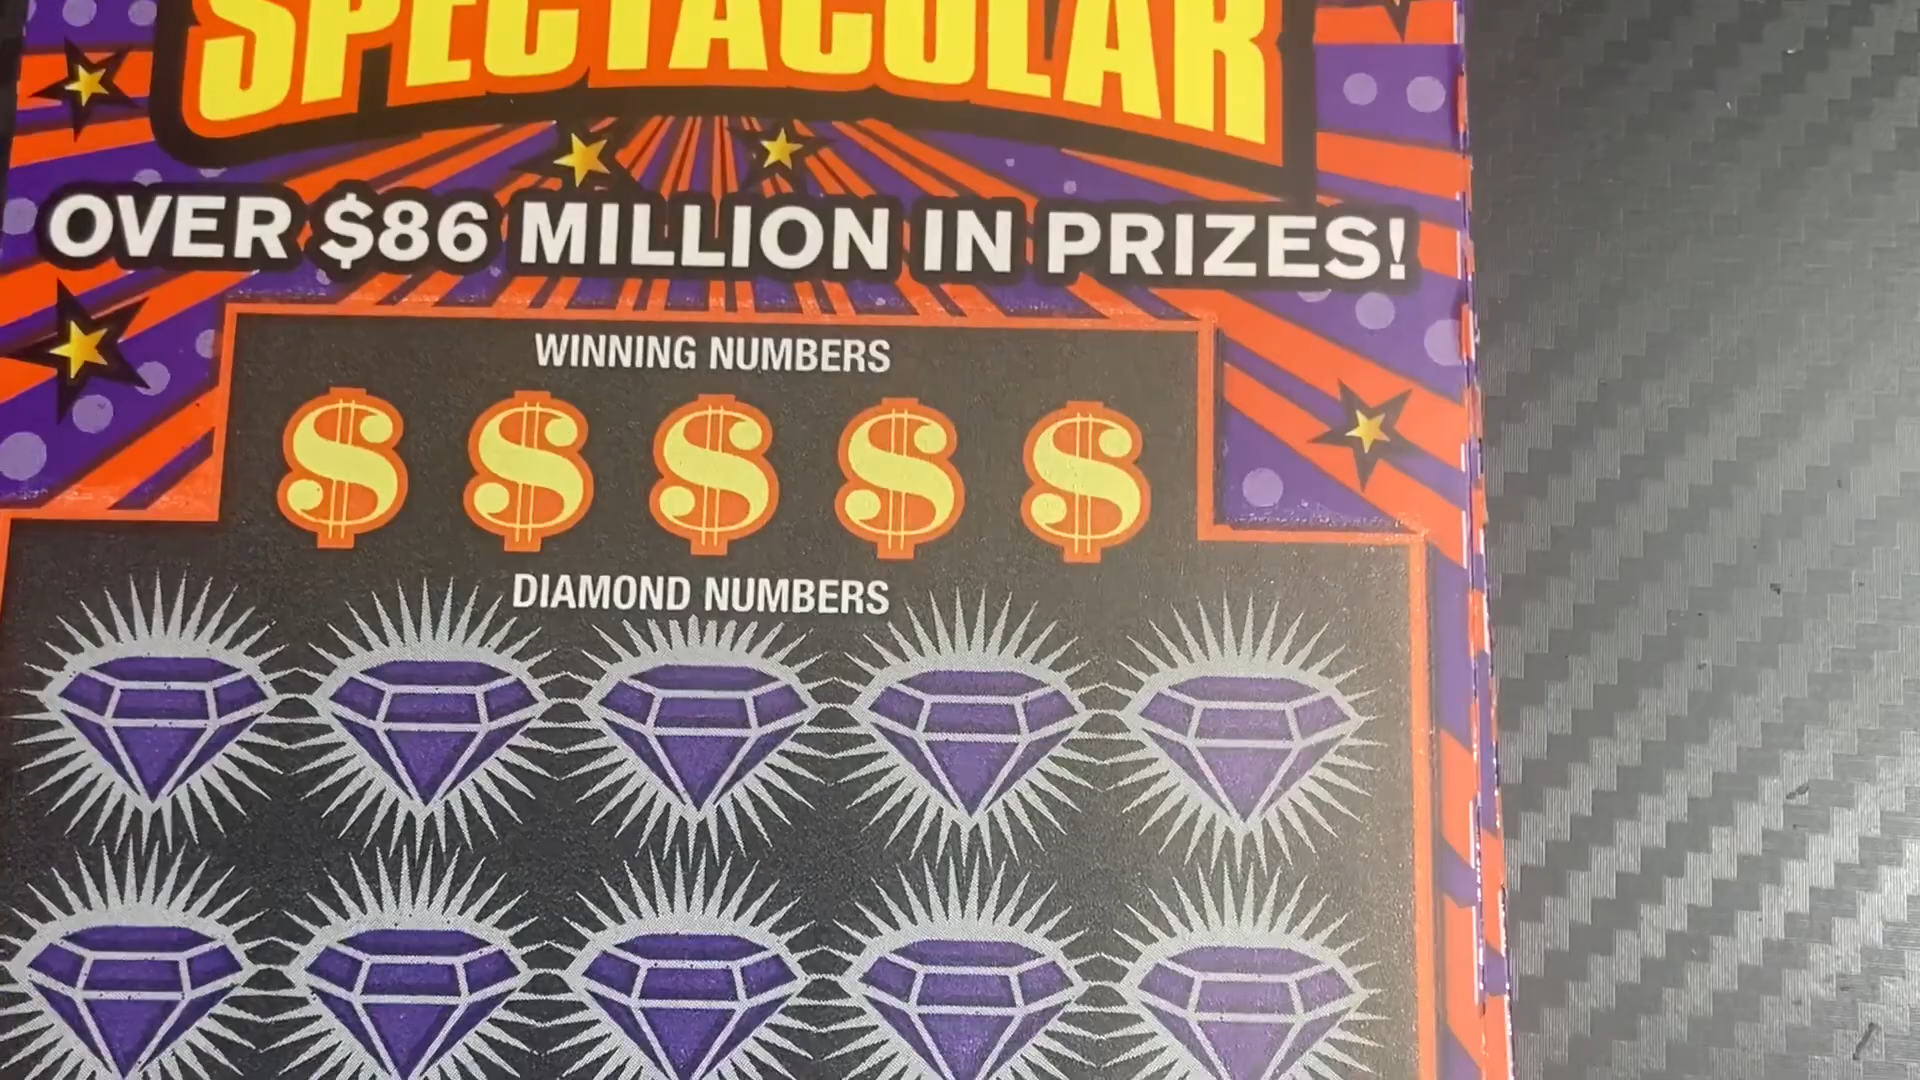 SPECTACULAR
OVER $86 MILLION IN PRIZES!
WINNING NUMBERS
$ $ $ $ $
DIAMOND NUMBERS